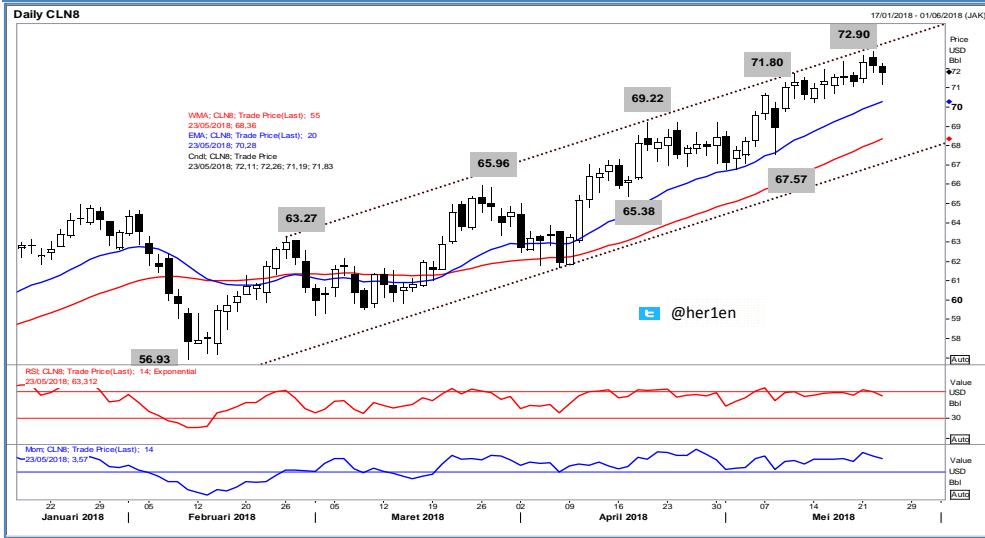 Daily CLN8
17/01/2018 - 01/06/2018 (JAK)
72.90
Price
USD
Bbl
71.80
72
71
WMA; CLN8; Trade Price(Last); 55
23/05/2018; 68,36
EMA; CLN8; Trade Price(Last); 20
23/05/2018; 70,28
Cndl; CLN8; Trade Price
23/05/2018; 72,11; 72,26; 71,19; 71,83
69.22
70
69
68
65.96
67.57
67
66
65
63.27
65.38
64
63
62
61
60
@her1en
59
58
56.93
Auto
RSI; CLN8; Trade Price(Last); 14; Exponential
23/05/2018; 63,312
Value
USD
Bbl
30
Auto
Mom; CLN8; Trade Price(Last); 14
23/05/2018; 3,57
Value
USD
Bbl
Auto
22 29 05 12 20 26 05 12 19 26 02 09 16 23 30 07 14 21 29
Januari 2018 Februari 2018 Maret 2018 April 2018 Mei 2018